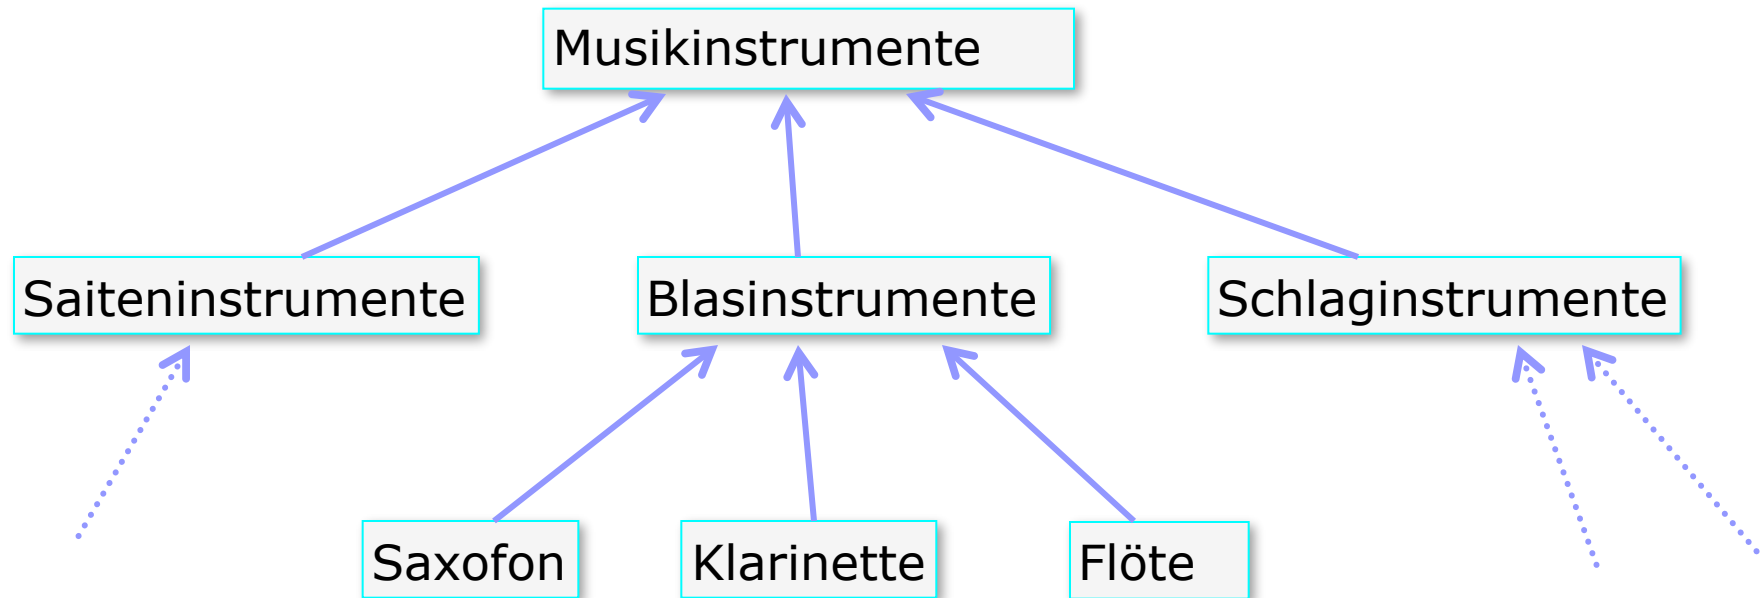 Musikinstrumente
Saiteninstrumente
Blasinstrumente
Schlaginstrumente
Saxofon
Klarinette
Flöte